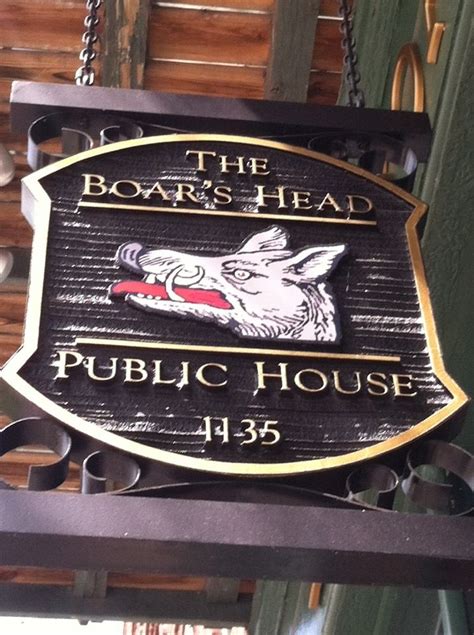 THE
BOAR'S HEAD
PUBLIC HOUSE
1135